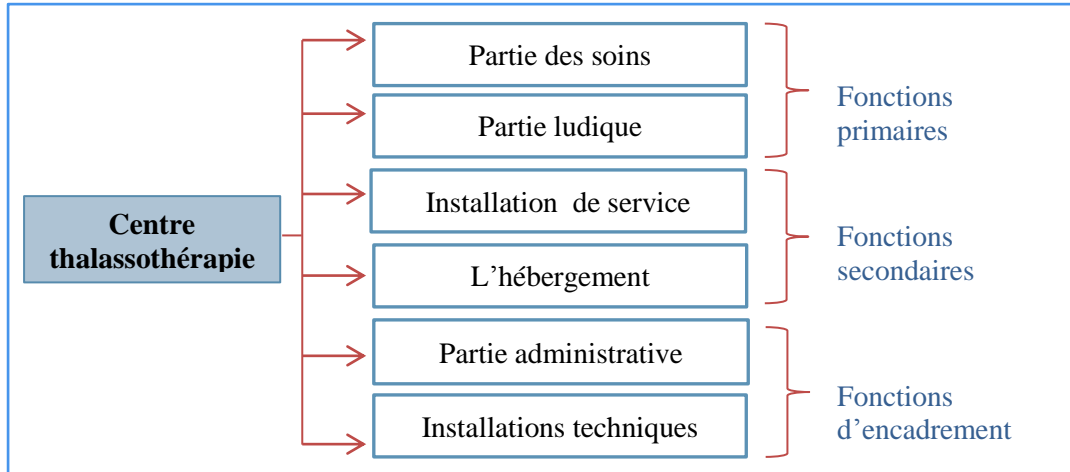 Partie des soins
Partie ludique
Fonctions
primaires
Centre
thalassothérapie
Installation  de service
L’hébergement
Fonctions
secondaires
Partie administrative
Installations techniques
Fonctions
d’encadrement